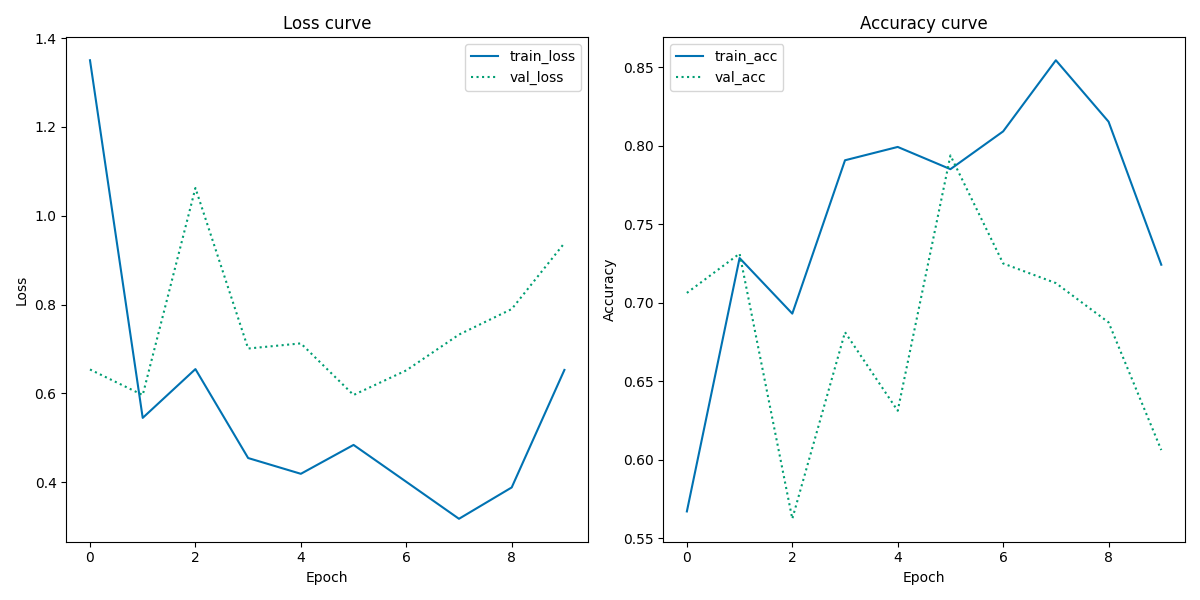 Loss curve
1.4
1.2
1.0
0.8
0.6
0.4
Loss
train_loss
val_loss
0 2 4 6 8
Epoch
Accuracy curve
0.85
0.80
0.75
0.70
0.65
0.60
0.55
Accuracy
train_acc
val_acc
0 2 4 6 8
Epoch